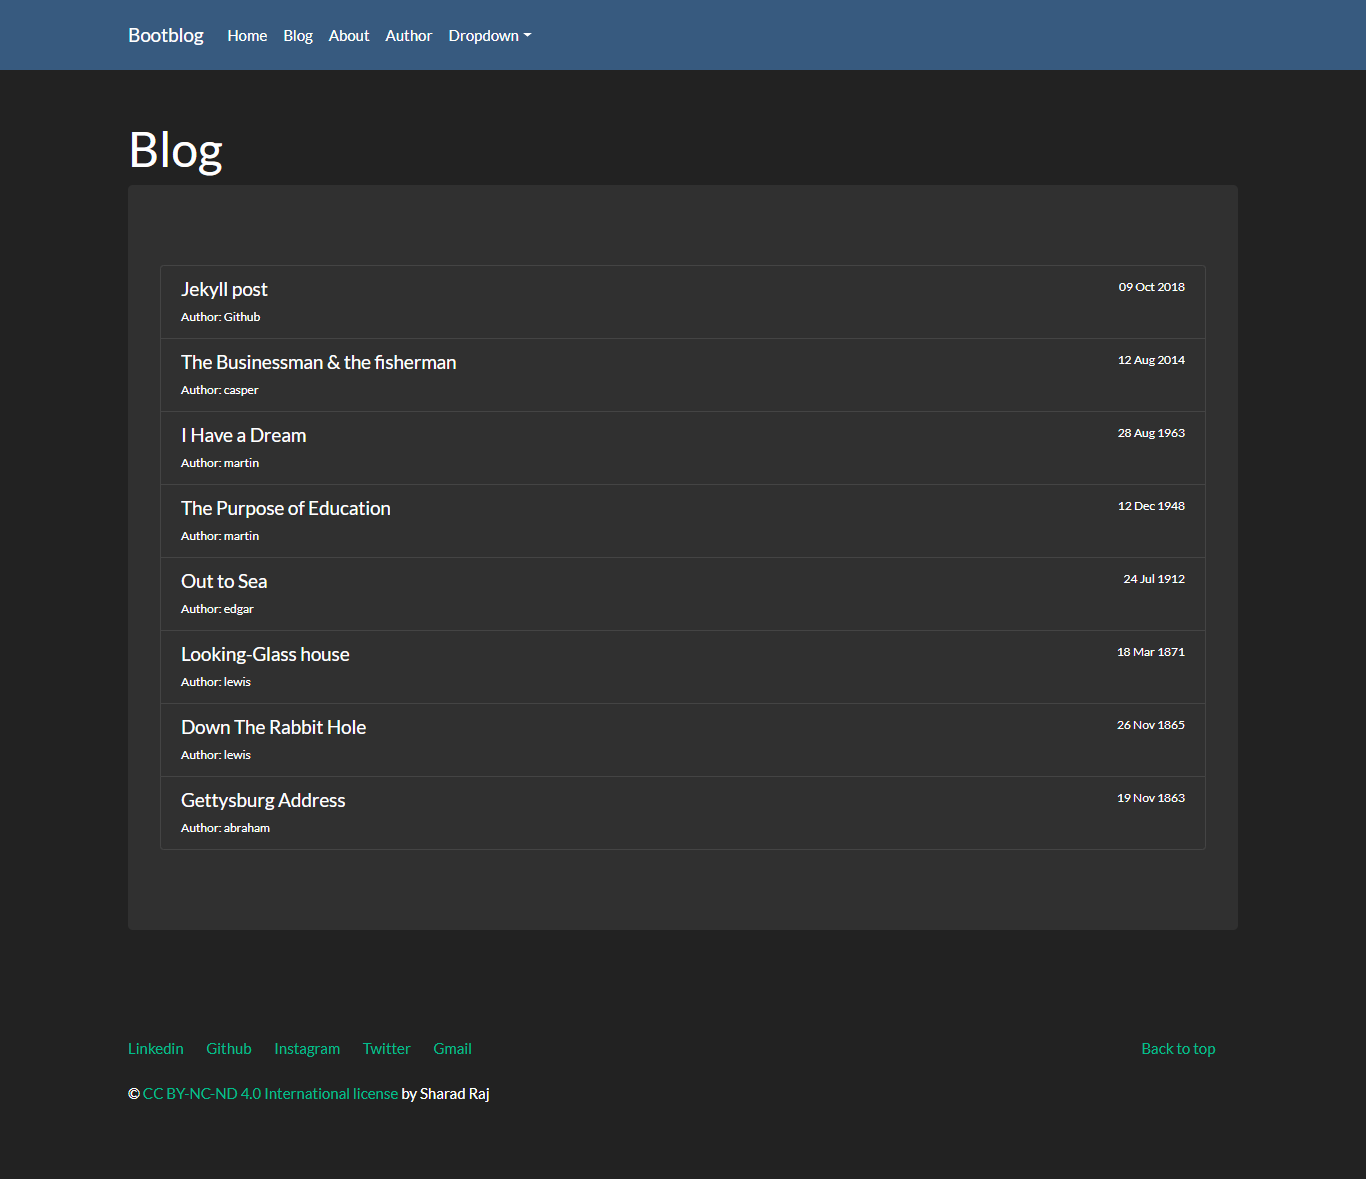 Bootblog Home Blog About Author Dropdown
Blog
Jekyll post 09 Oct 2018
Author: Github
The Businessman & the fisherman 12 Aug 2014
Author: casper
I Have a Dream 28 Aug 1963
Author: martin
The Purpose of Education 12 Dec 1948
Author: martin
Out to Sea 24 Jul 1912
Author: edgar
Looking-Glass house 18 Mar 1871
Author: lewis
Down The Rabbit Hole 26 Nov 1865
Author: lewis
Gettysburg Address 19 Nov 1863
Author: abraham
Linkedin Github Instagram Twitter Gmail Back to top
© CC BY-NC-ND 4.0 International license by Sharad Raj